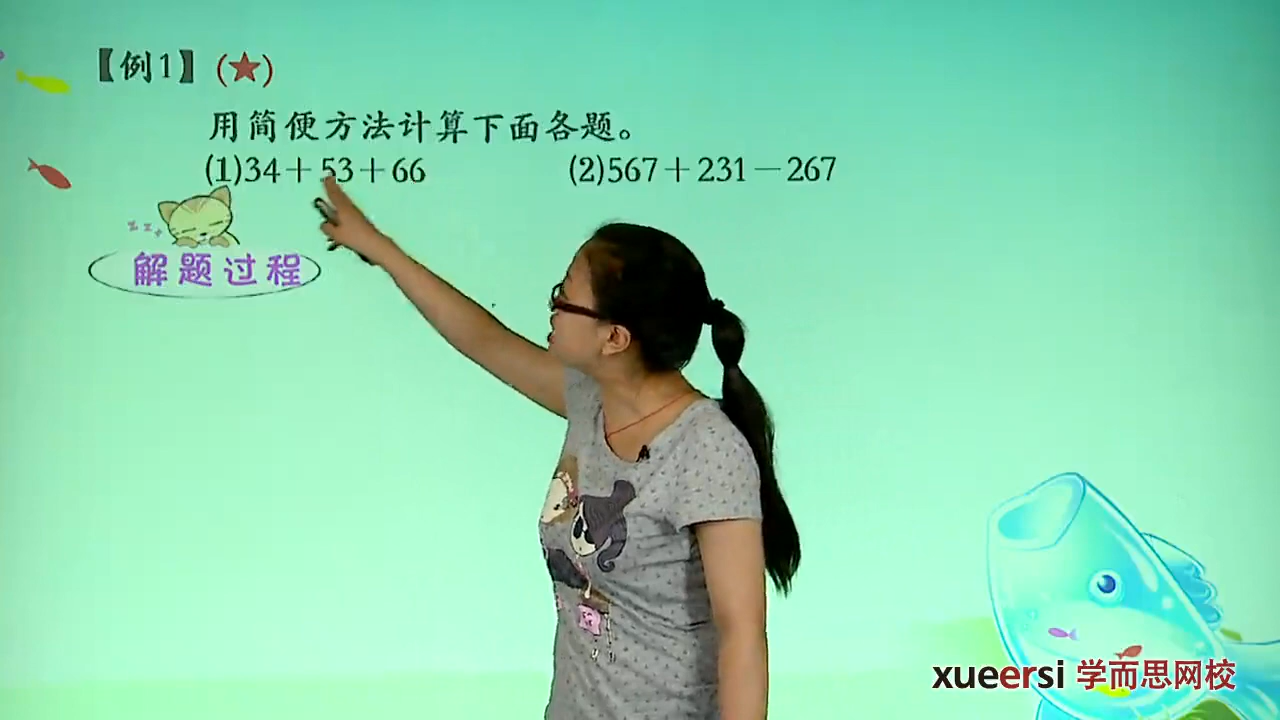 【例1】(★)
用简便方法计算下面各题。
(1)34＋53＋66 (2)567＋231－267
z z z
解题过程
xueersi 学而思网校